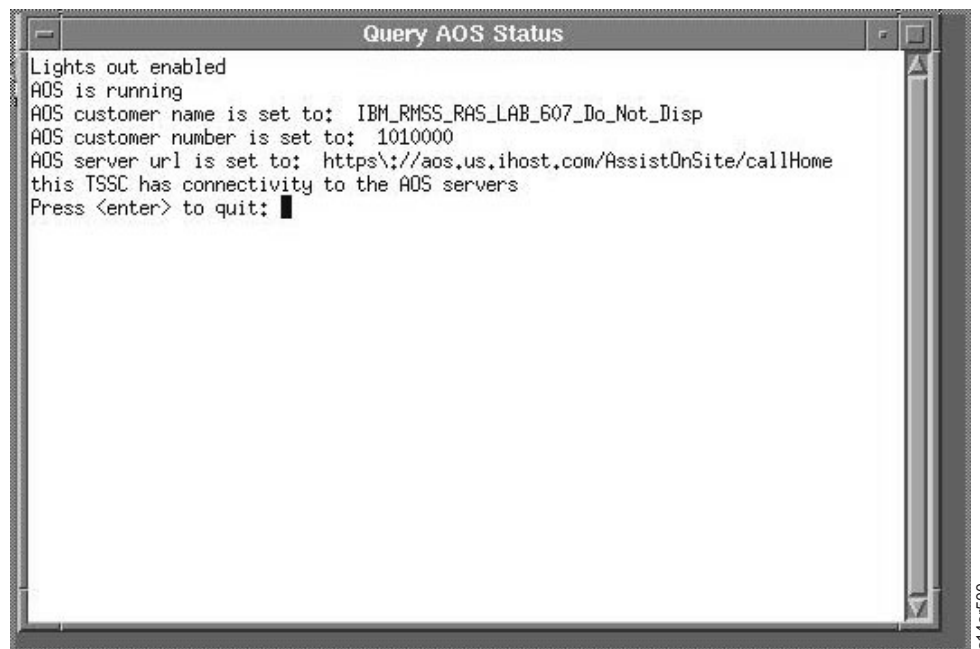 Query AOS Status
Lights out enabled
AOS is running
AOS customer name is set to:  IBM_RMSS_RAS_LAB_607_Do_Not_Disp
AOS customer number is set to:  1010000
AOS server url is set to:  https\://aos.us.ihost.com/AssistOnSite/callHome
this TSSC has connectivity to the AOS servers
Press <enter> to quit: